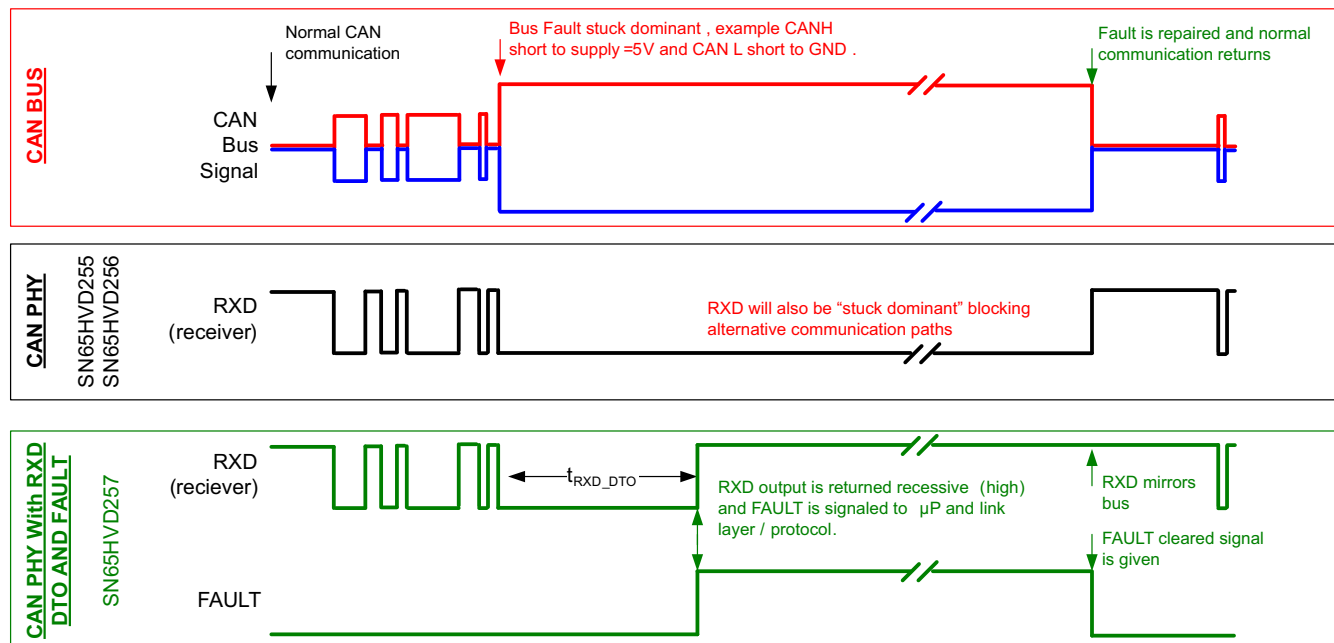 CAN BUS
Normal CAN
communication
Bus Fault stuck dominant , example CANH
short to supply =5V and CAN L short to GND .
Fault is repaired and normal
communication returns
CAN
Bus
Signal
CAN PHY
SN65HVD255
SN65HVD256
RXD
(receiver)
RXD will also be “stuck dominant” blocking
alternative communication paths
CAN PHY With RXD
DTO AND FAULT
SN65HVD257
RXD
(reciever)
tRXD_DTO
RXD output is returned recessive (high)
and FAULT is signaled to µP and link
layer / protocol.
RXD mirrors
bus
FAULT cleared signal
is given
FAULT